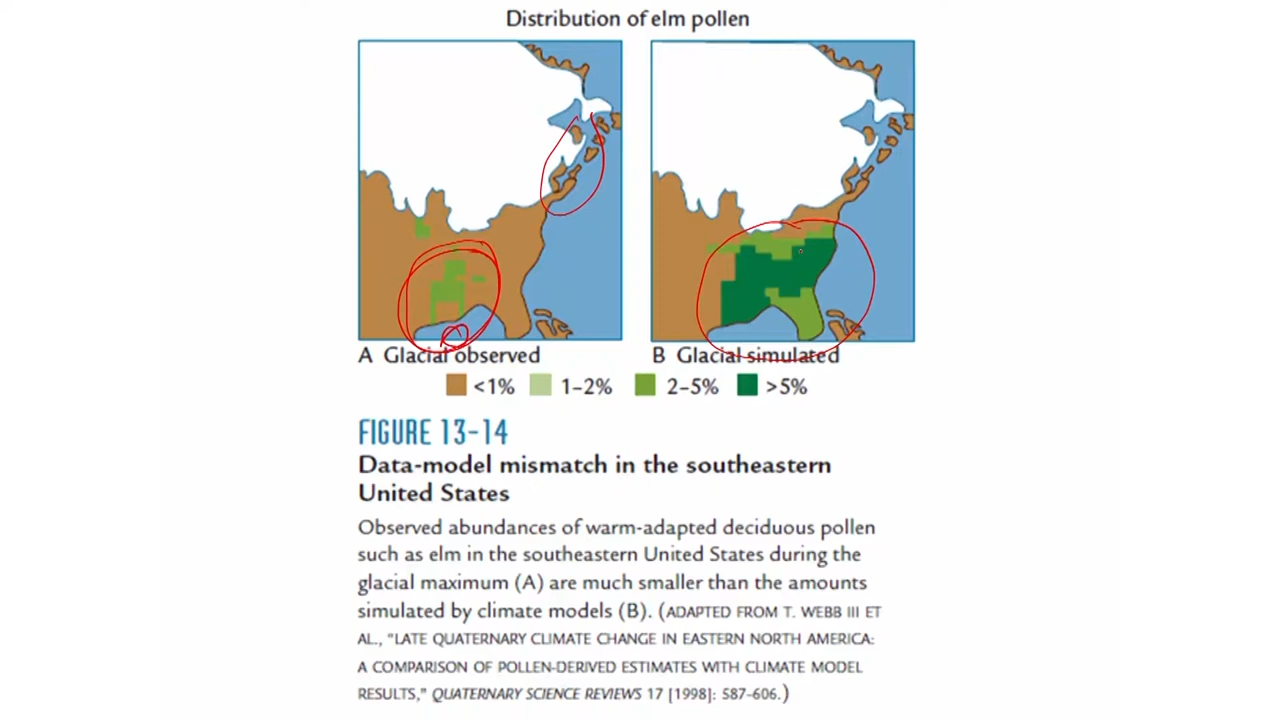 Distribution of elm pollen
A Glacial observed
B Glacial simulated
<1% 1–2% 2–5% >5%
FIGURE 13–14
Data-model mismatch in the southeastern
United States
Observed abundances of warm-adapted deciduous pollen
such as elm in the southeastern United States during the
glacial maximum (A) are much smaller than the amounts
simulated by climate models (B). (ADAPTED FROM T. WEBB III ET
AL., "LATE QUATERNARY CLIMATE CHANGE IN EASTERN NORTH AMERICA:
A COMPARISON OF POLLEN-DERIVED ESTIMATES WITH CLIMATE MODEL
RESULTS," QUATERNARY SCIENCE REVIEWS 17 [1998]: 587-606.)